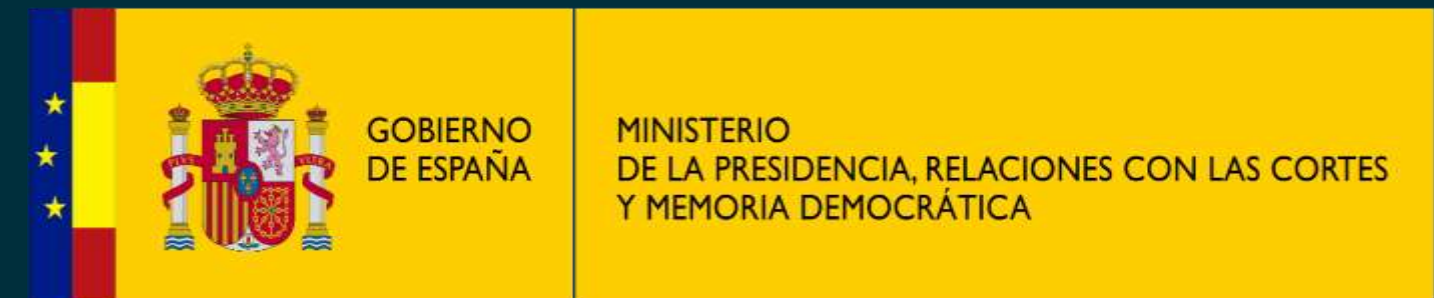 GOBIERNO
DE ESPAÑA
MINISTERIO
DE LA PRESIDENCIA, RELACIONES CON LAS CORTES
Y MEMORIA DEMOCRÁTICA